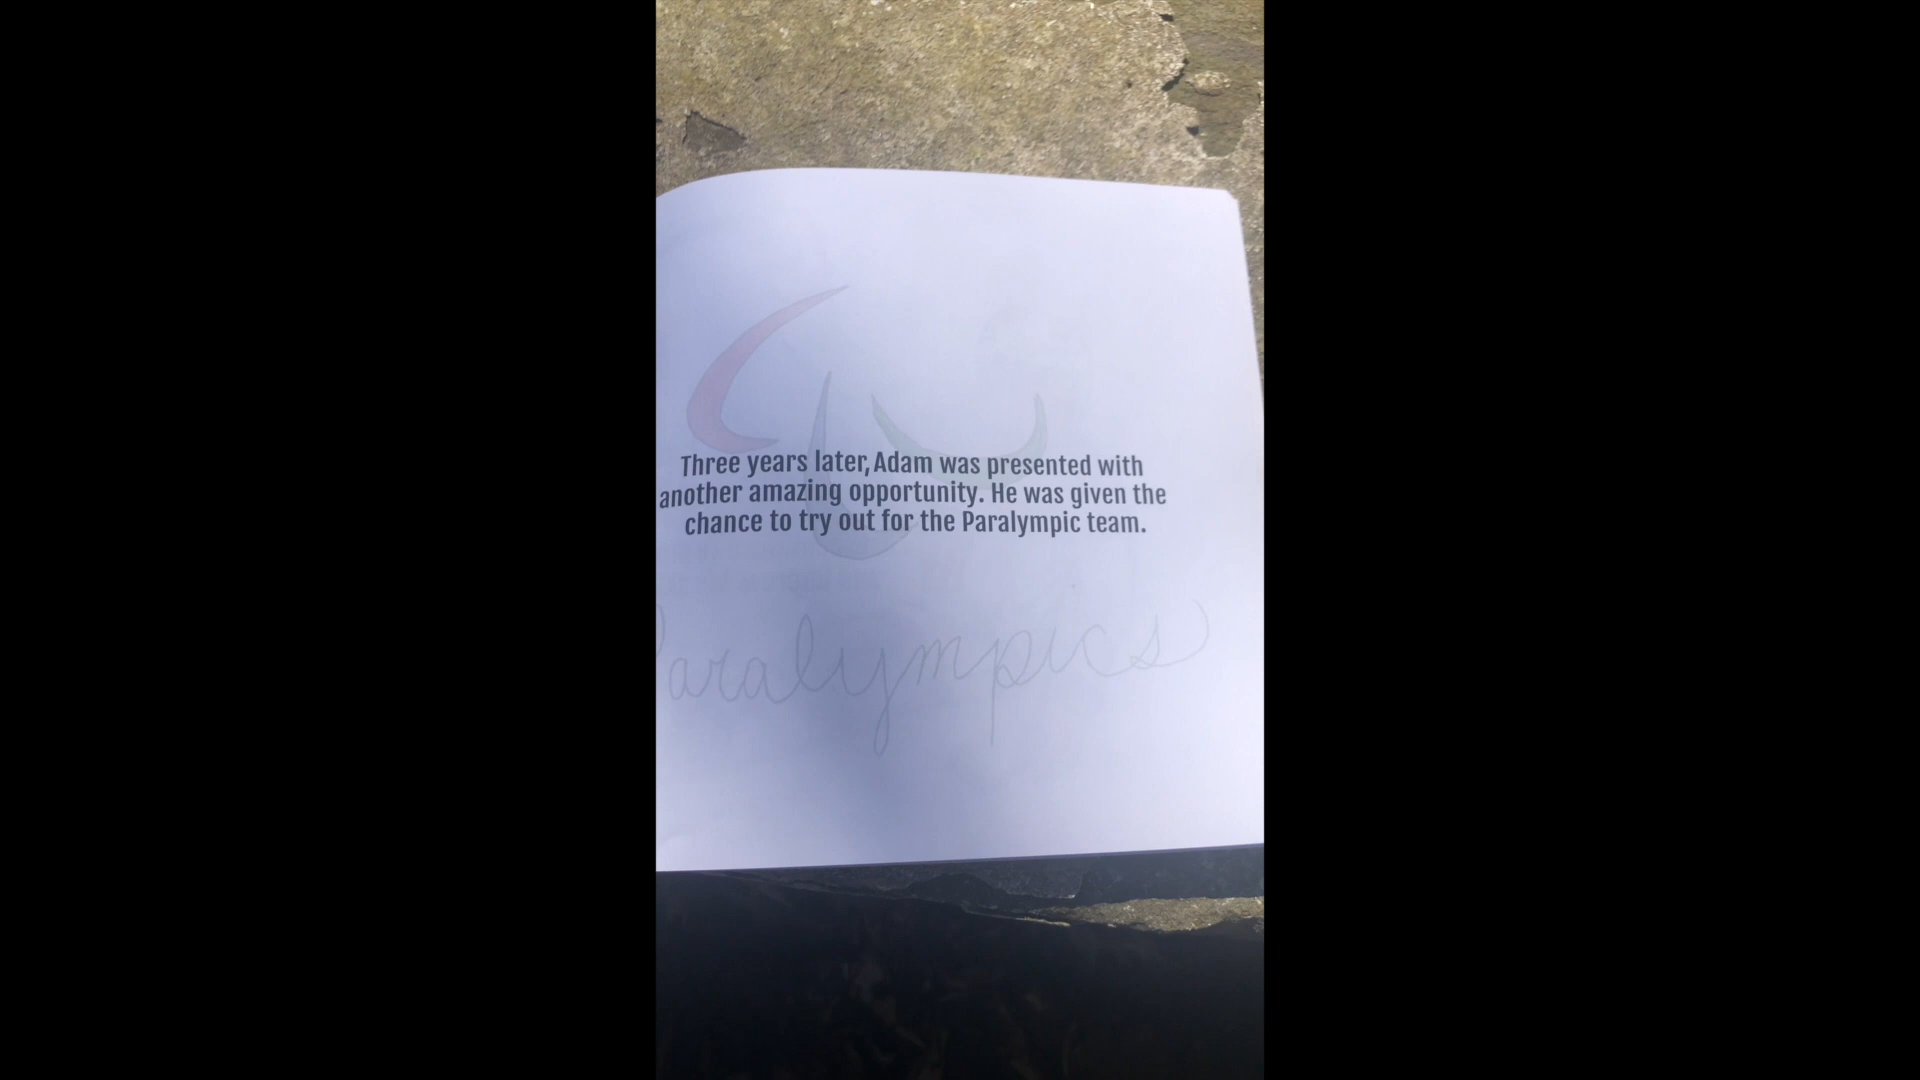 Three years later, Adam was presented with
another amazing opportunity. He was given the
chance to try out for the Paralympic team.
Paralympics